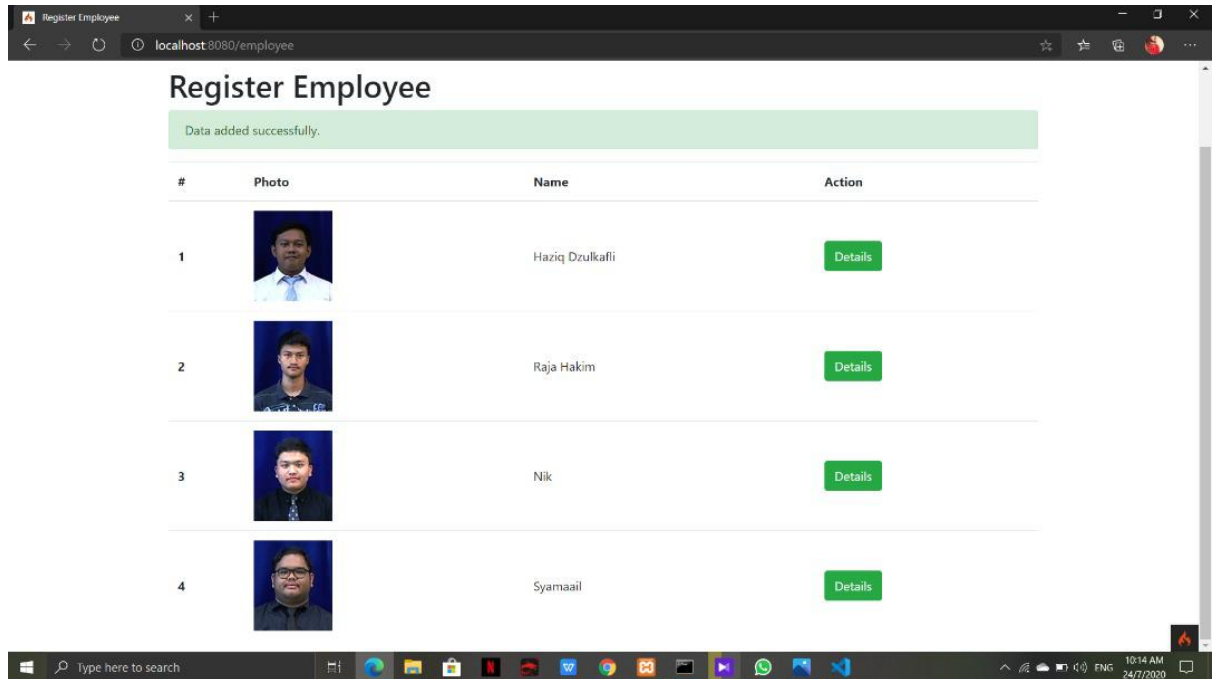 Register Employee
localhost:8080/employee
Register Employee
Data added successfully.
# Photo Name Action
1 Haziq Dzulkafli Details
2 Raja Hakim Details
3 Nik Details
4 Syamaail Details
Type here to search
ENG
10:14 AM
24/7/2020